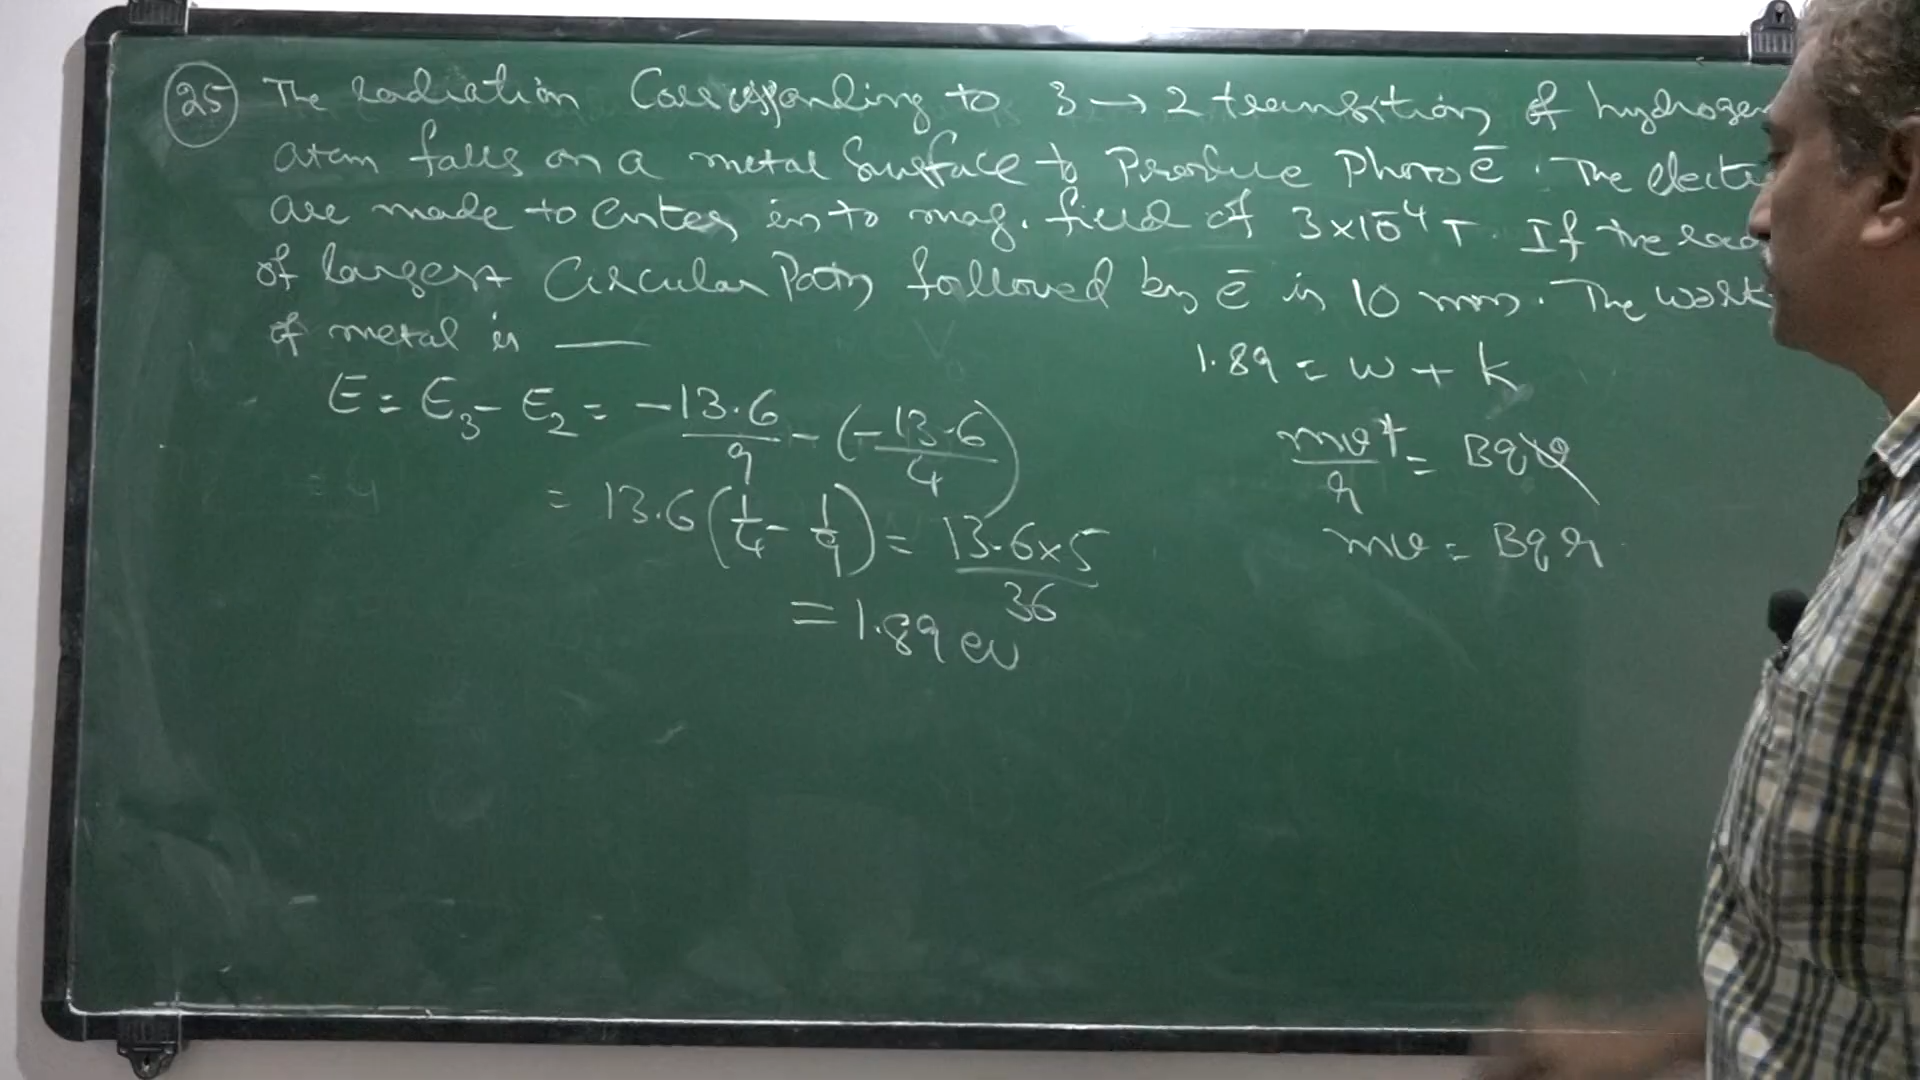 25 The radiation Corresponding to 3 → 2 transition of hydrogen
atom falls on a metal Surface to Produce Photo ē. The electr
are made to enter in to mag. field of 3×10⁻⁴ T. If the rad
of largest Circular Path followed by ē is 10 mm. The work
of metal is ——
E = E₃ - E₂ = -13.6/9 - (-13.6/4)
= 13.6 (1/4 - 1/9) = 13.6×5/36
= 1.89 ev
1.89 = w + k
mv²/r = Bqv
mv = Bqr